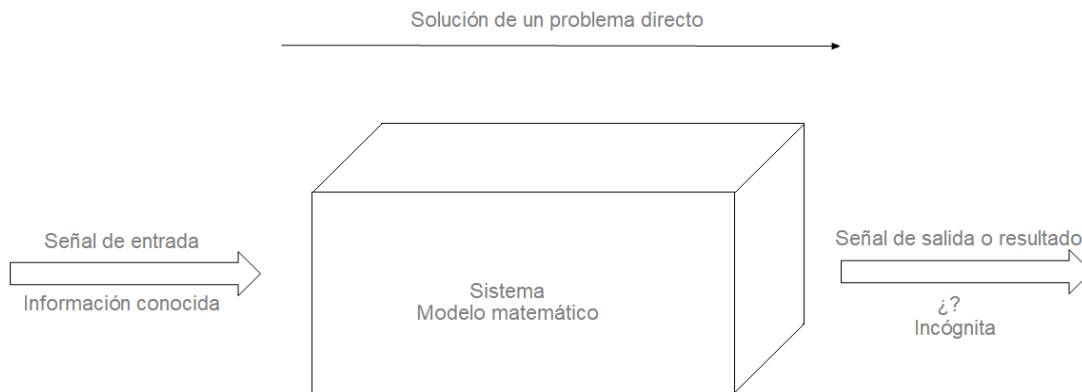 Solución de un problema directo
Señal de entrada
Información conocida
Sistema
Modelo matemático
Señal de salida o resultado
¿?
Incógnita